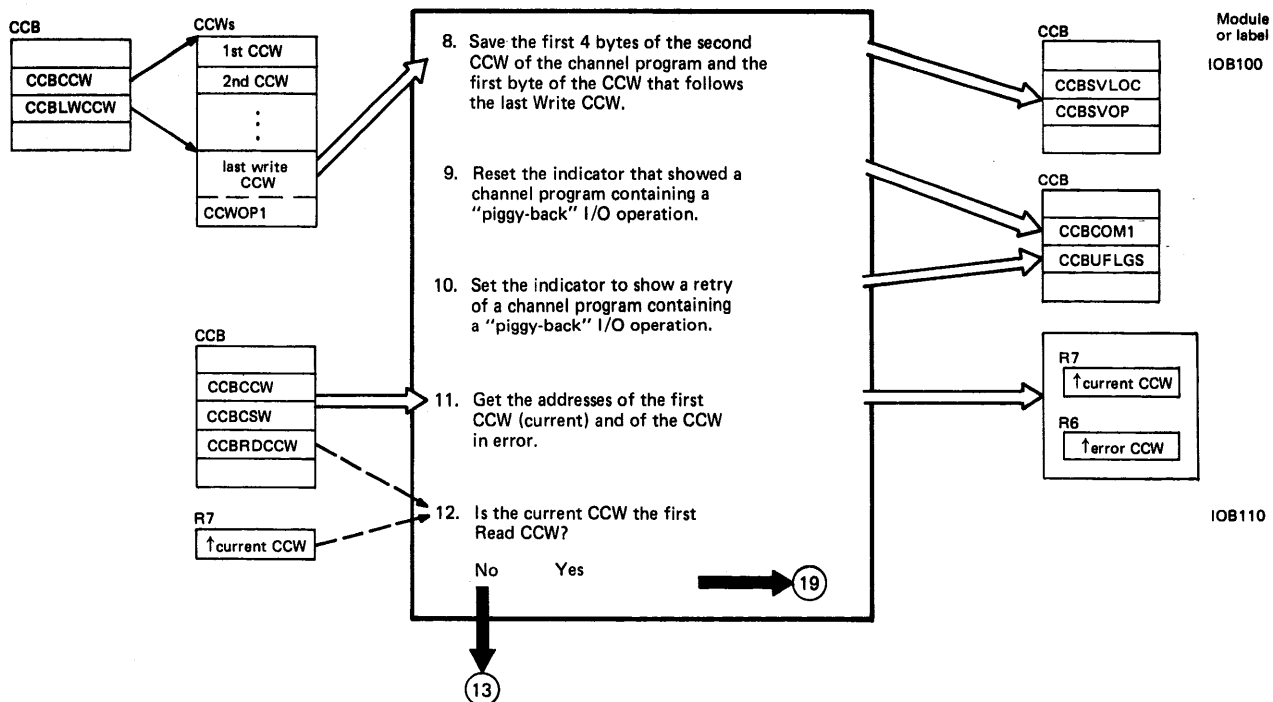 Module
or label
IOB100
CCB
CCBCCW
CCBLWCCW
CCWs
1st CCW
2nd CCW
last write
CCW
CCWOP1
8. Save the first 4 bytes of the second
CCW of the channel program and the
first byte of the CCW that follows
the last Write CCW.
CCB
CCBSVLOC
CCBSVOP
9. Reset the indicator that showed a
channel program containing a
"piggy-back" I/O operation.
CCB
CCBCOM1
CCBUFLGS
10. Set the indicator to show a retry
of a channel program containing
a "piggy-back" I/O operation.
CCB
CCBCCW
CCBCSW
CCBRDCCW
11. Get the addresses of the first
CCW (current) and of the CCW
in error.
R7
↑current CCW
R6
↑error CCW
R7
↑current CCW
12. Is the current CCW the first
Read CCW?
IOB110
No Yes
19
13